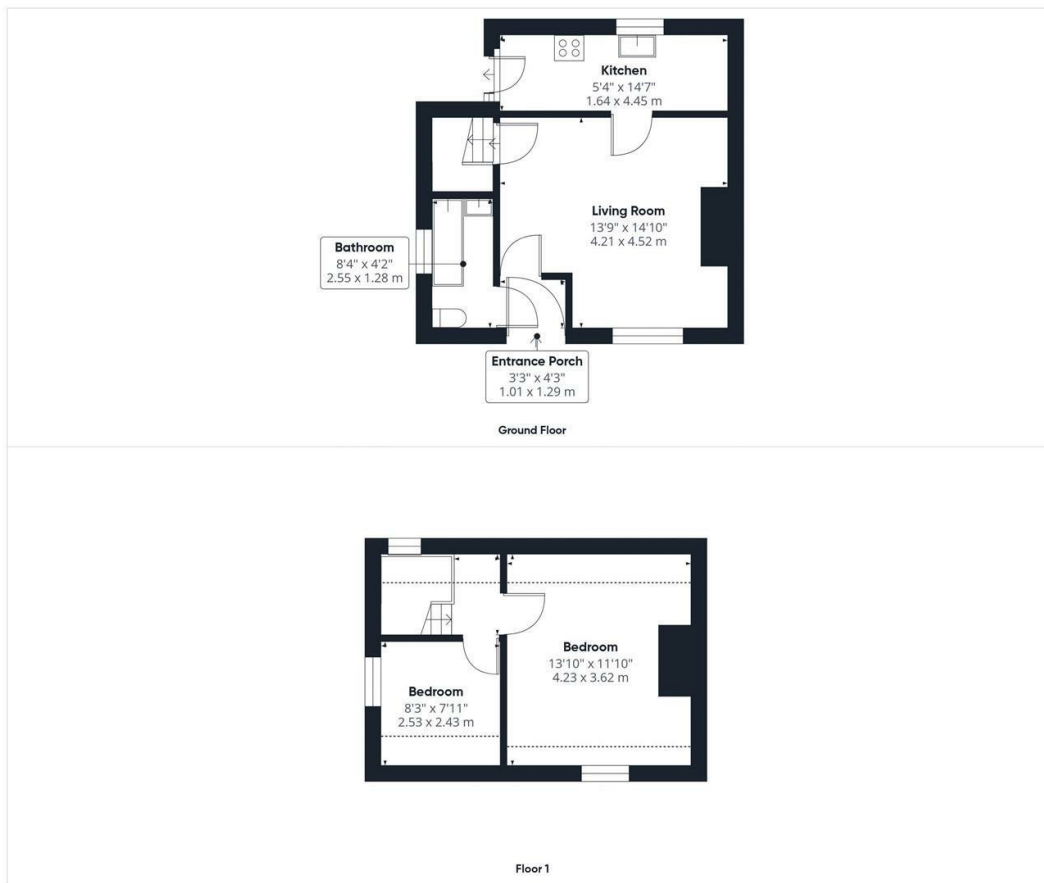 Kitchen
5'4" x 14'7"
1.64 x 4.45 m
Living Room
13'9" x 14'10"
4.21 x 4.52 m
Bathroom
8'4" x 4'2"
2.55 x 1.28 m
Entrance Porch
3'3" x 4'3"
1.01 x 1.29 m
Ground Floor
Bedroom
13'10" x 11'10"
4.23 x 3.62 m
Bedroom
8'3" x 7'11"
2.53 x 2.43 m
Floor 1